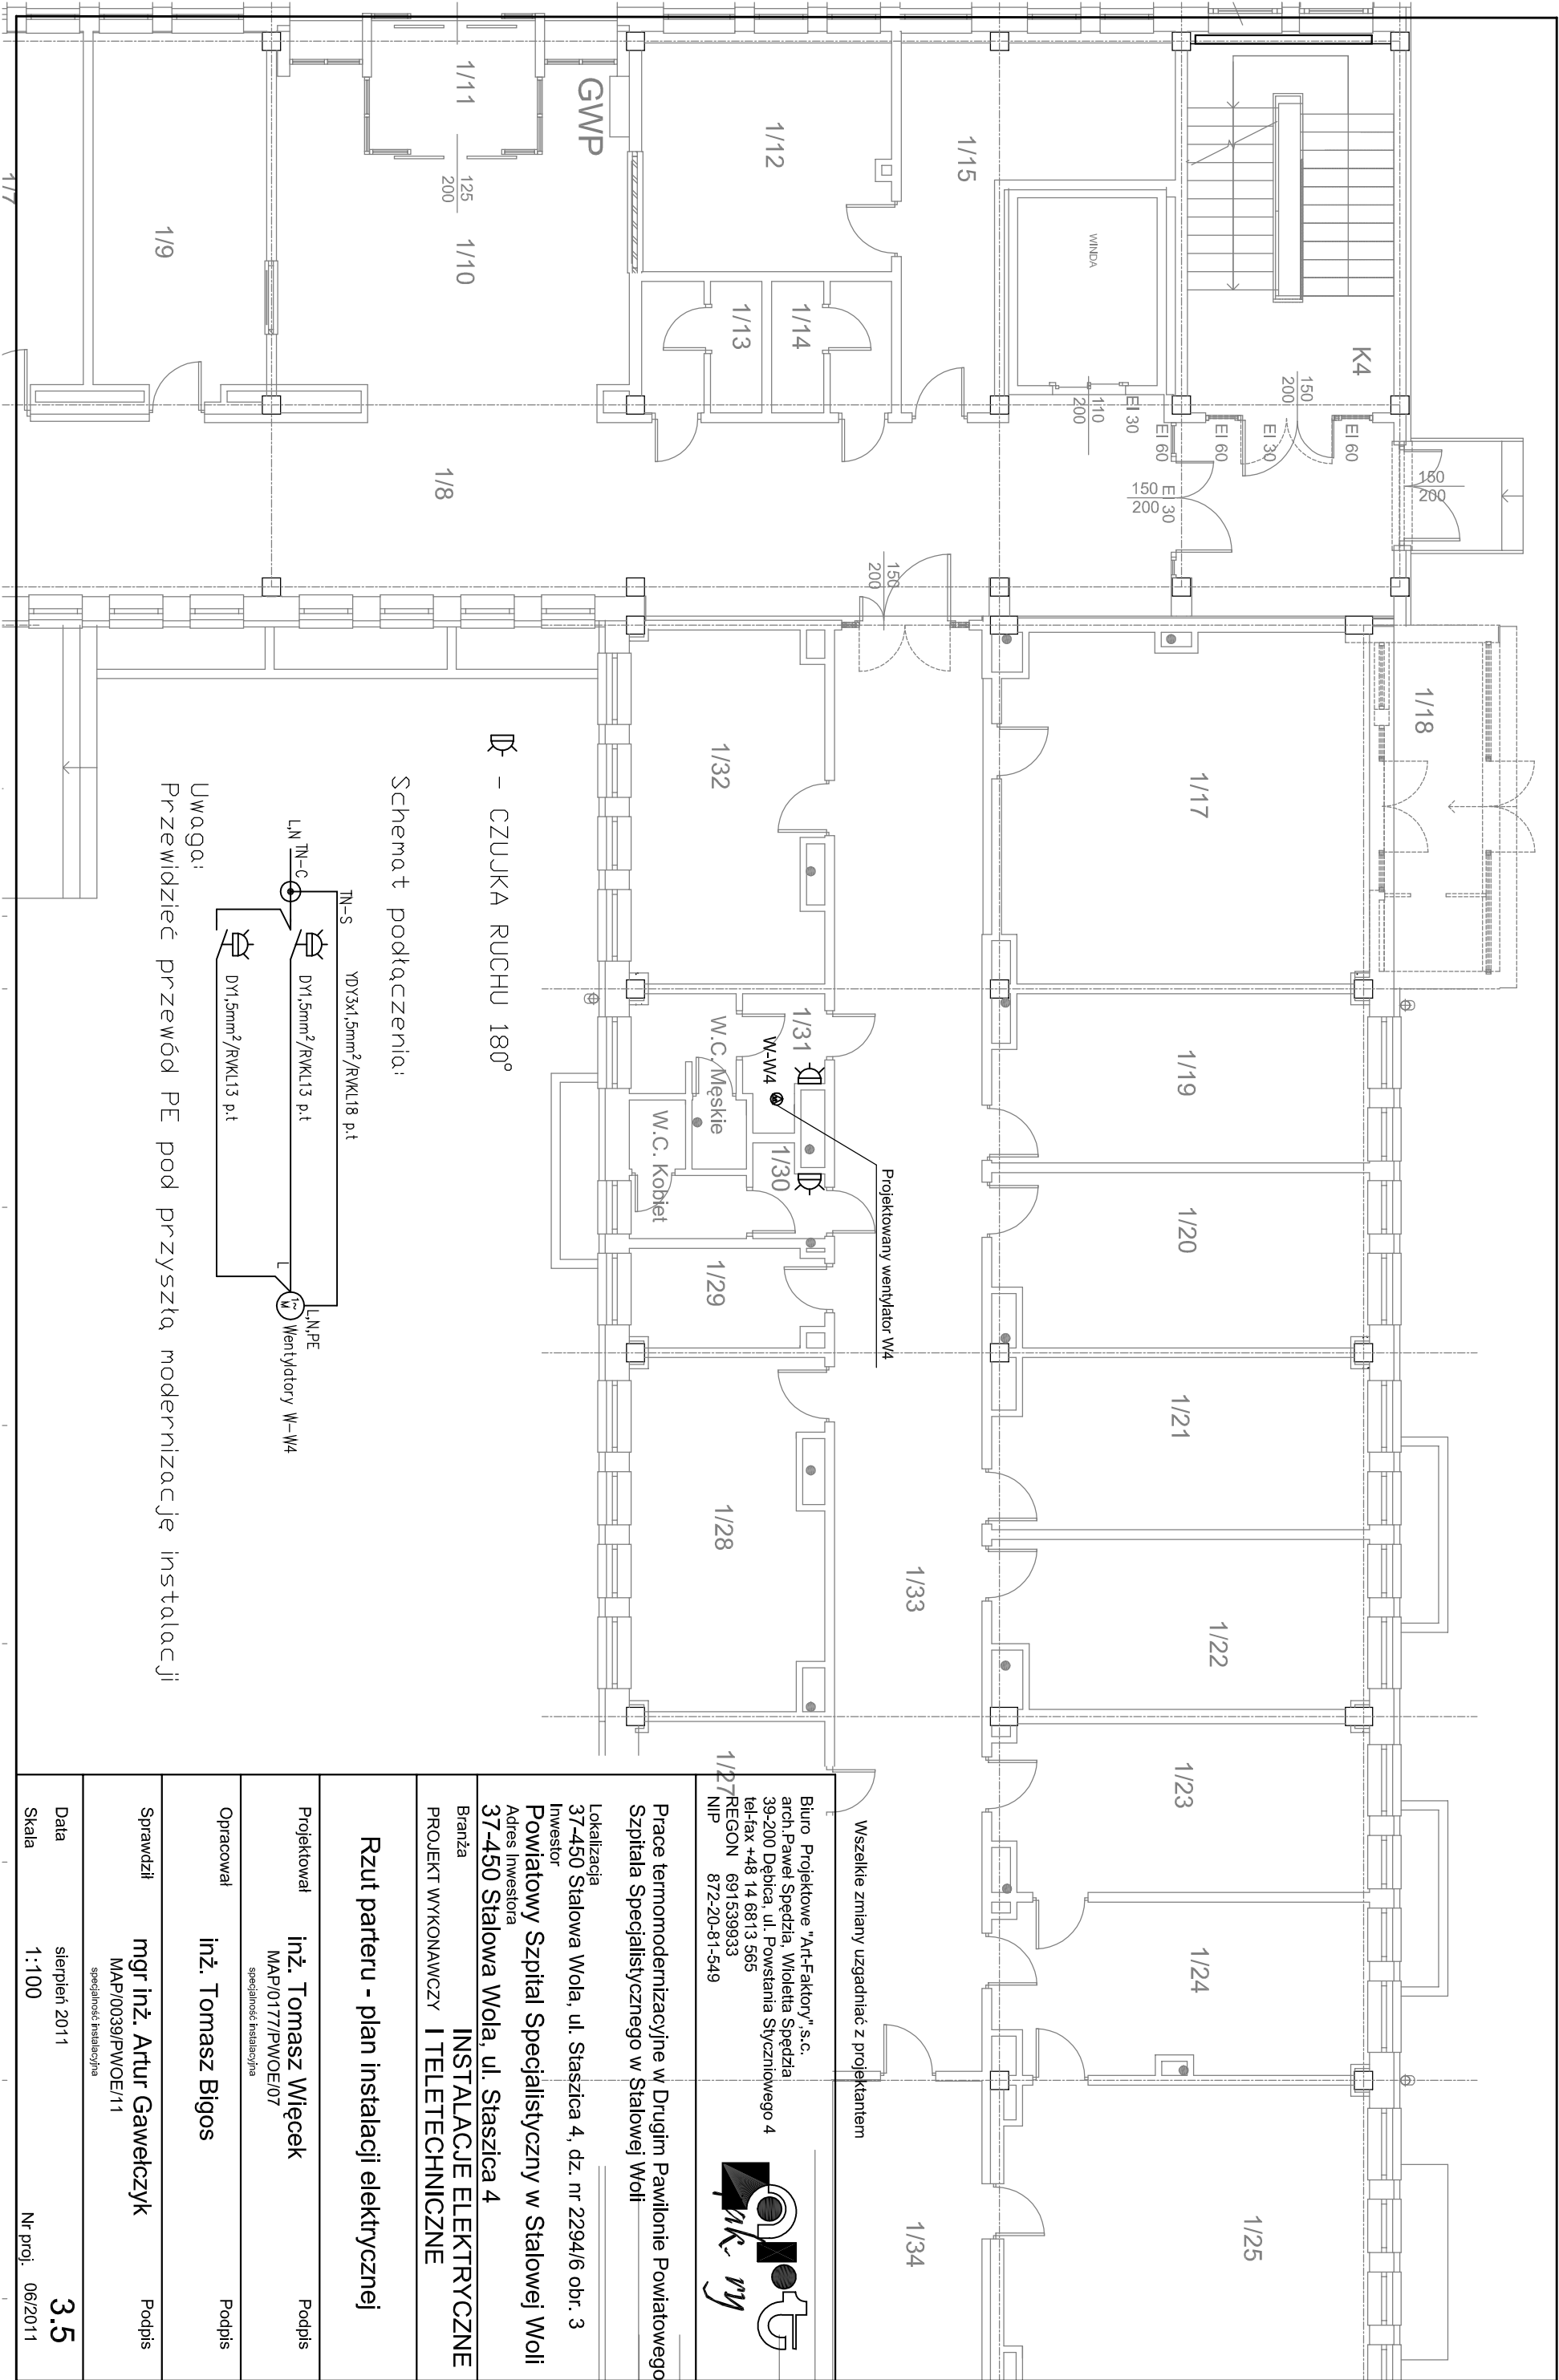 K4
1/18
1/17
1/19
1/20
1/21
1/22
1/23
1/24
1/25
150
200
EI 60
EI 30
EI 60
EI 60
150
200
EI 30
150
200
EI 30
110
200
WINDA
1/15
1/12
1/14
1/13
GWP
1/11
125
200
1/10
1/9
1/7
1/8
150
200
1/33
1/34
1/32
1/31
W-W4
W.C. Męskie
1/30
W.C. Kobiet
1/29
1/28
1/27
Projektowany wentylator W4
- CZUJKA RUCHU 180°
Schemat podłączenia:
TN-S
YDY3x1,5mm²/RVKL18 p.t
L,N TN-C
DY1,5mm²/RVKL13 p.t
DY1,5mm²/RVKL13 p.t
L
L,N,PE
1~
M
Wentylatory W-W4
Uwaga:
Przewidzieć przewód PE pod przyszłą modernizację instalacji
Wszelkie zmiany uzgadniać z projektantem
Biuro Projektowe "Art-Faktory",s.c.
arch.Paweł Spędzia, Wioletta Spędzia
39-200 Dębica, ul. Powstania Styczniowego 4
tel-fax +48 14 6813 565
REGON 691539933
NIP 872-20-81-549
Prace termomodernizacyjne w Drugim Pawilonie Powiatowego
Szpitala Specjalistycznego w Stalowej Woli
Lokalizacja
37-450 Stalowa Wola, ul. Staszica 4, dz. nr 2294/6 obr. 3
Inwestor
Powiatowy Szpital Specjalistyczny w Stalowej Woli
Adres Inwestora
37-450 Stalowa Wola, ul. Staszica 4
Branża
INSTALACJE ELEKTRYCZNE
PROJEKT WYKONAWCZY I TELETECHNICZNE
Rzut parteru - plan instalacji elektrycznej
Projektował inż. Tomasz Więcek Podpis
MAP/0177/PWOE/07
specjalność instalacyjna
Opracował inż. Tomasz Bigos Podpis
Sprawdził mgr inż. Artur Gawełczyk Podpis
MAP/0039/PWOE/11
specjalność instalacyjna
Data sierpień 2011 3.5
Skala 1:100 Nr proj. 06/2011